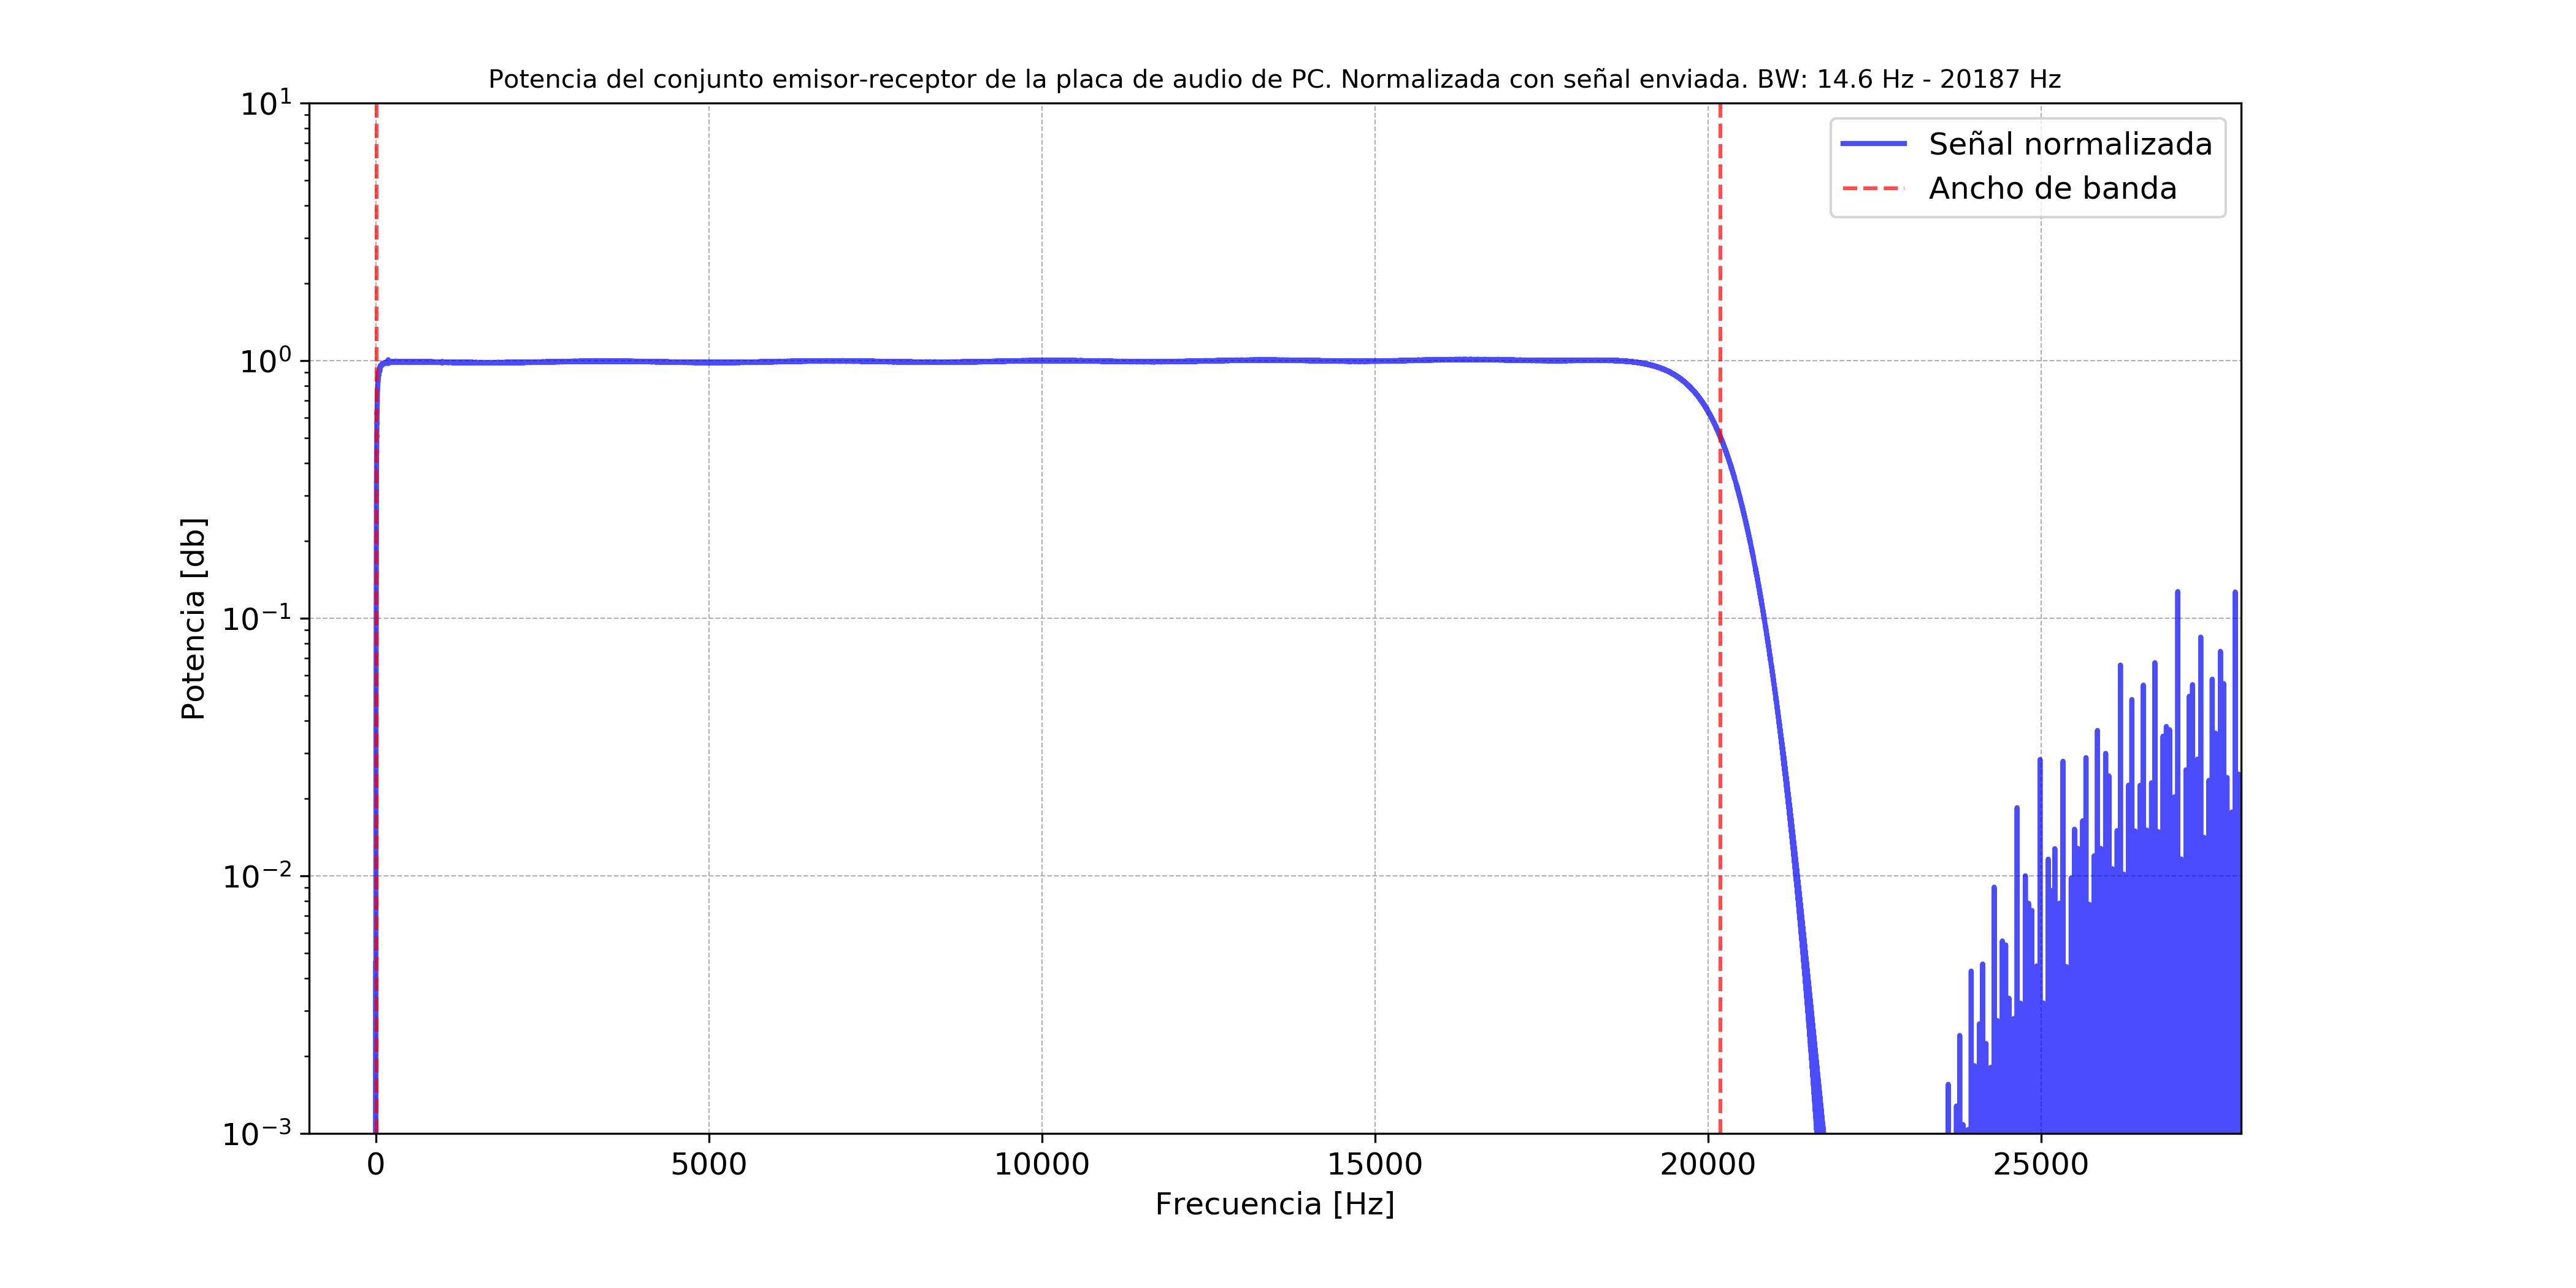 Potencia del conjunto emisor-receptor de la placa de audio de PC. Normalizada con señal enviada. BW: 14.6 Hz - 20187 Hz
Señal normalizada
Ancho de banda
Potencia [db]
10¹
10⁰
10⁻¹
10⁻²
10⁻³
0 5000 10000 15000 20000 25000
Frecuencia [Hz]